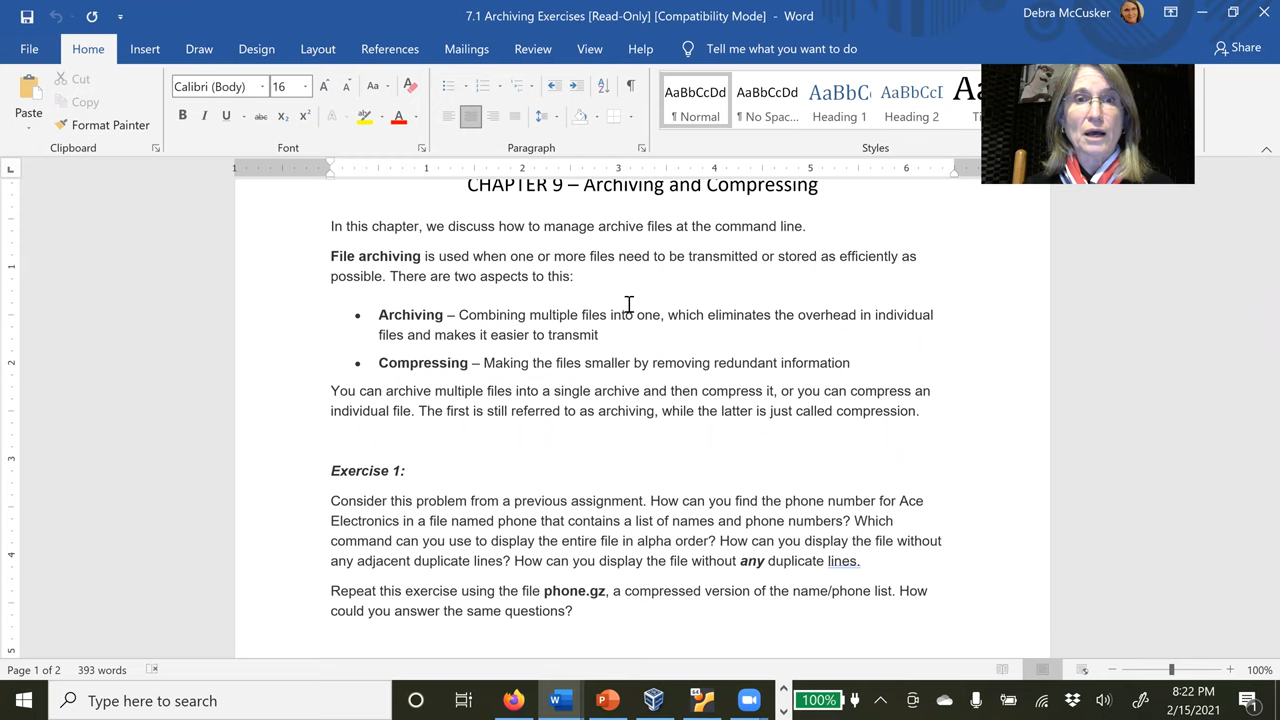 7.1 Archiving Exercises [Read-Only] [Compatibility Mode] - Word
Debra McCusker
File Home Insert Draw Design Layout References Mailings Review View Help Tell me what you want to do Share
Cut
Copy
Paste
Format Painter
Clipboard
Calibri (Body) 16
Font
Paragraph
AaBbCcDd AaBbCcDd AaBbC AaBbCcD
¶ Normal ¶ No Spac... Heading 1 Heading 2
Styles
1 1 2 3 4 5 6
CHAPTER 9 – Archiving and Compressing
In this chapter, we discuss how to manage archive files at the command line.
File archiving is used when one or more files need to be transmitted or stored as efficiently as
possible. There are two aspects to this:
• Archiving – Combining multiple files into one, which eliminates the overhead in individual
files and makes it easier to transmit
• Compressing – Making the files smaller by removing redundant information
You can archive multiple files into a single archive and then compress it, or you can compress an
individual file. The first is still referred to as archiving, while the latter is just called compression.
Exercise 1:
Consider this problem from a previous assignment. How can you find the phone number for Ace
Electronics in a file named phone that contains a list of names and phone numbers? Which
command can you use to display the entire file in alpha order? How can you display the file without
any adjacent duplicate lines? How can you display the file without any duplicate lines.
Repeat this exercise using the file phone.gz, a compressed version of the name/phone list. How
could you answer the same questions?
Page 1 of 2 393 words 100%
Type here to search
100%
8:22 PM
2/15/2021